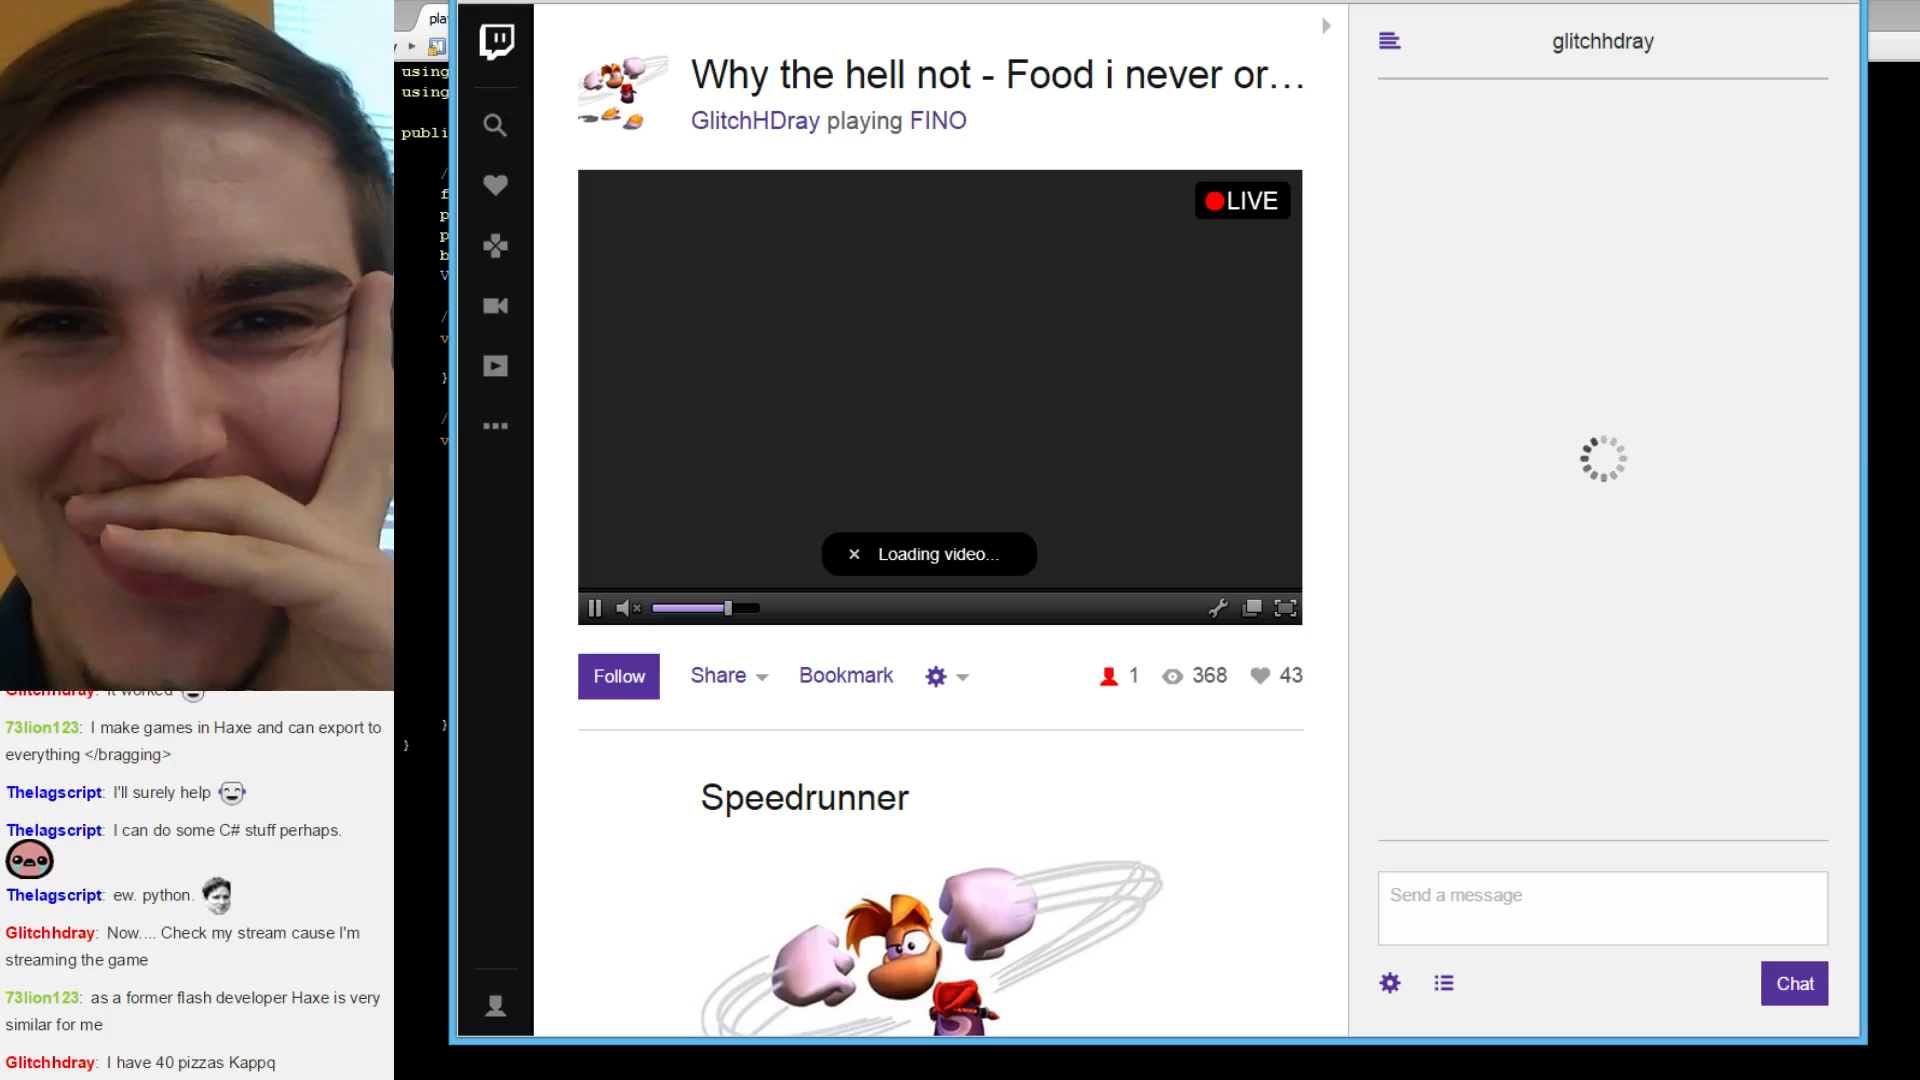 pla
using
using
publi
/
f
p
p
b
V
/
v
}
/
v
}
}
Glitchhdray: It worked
73lion123: I make games in Haxe and can export to
everything </bragging>
Thelagscript: I'll surely help
Thelagscript: I can do some C# stuff perhaps.
Thelagscript: ew. python.
Glitchhdray: Now.... Check my stream cause I'm
streaming the game
73lion123: as a former flash developer Haxe is very
similar for me
Glitchhdray: I have 40 pizzas Kappq
Why the hell not - Food i never or...
GlitchHDray playing FINO
LIVE
× Loading video...
Follow
Share
Bookmark
1
368
43
Speedrunner
glitchhdray
Send a message
Chat